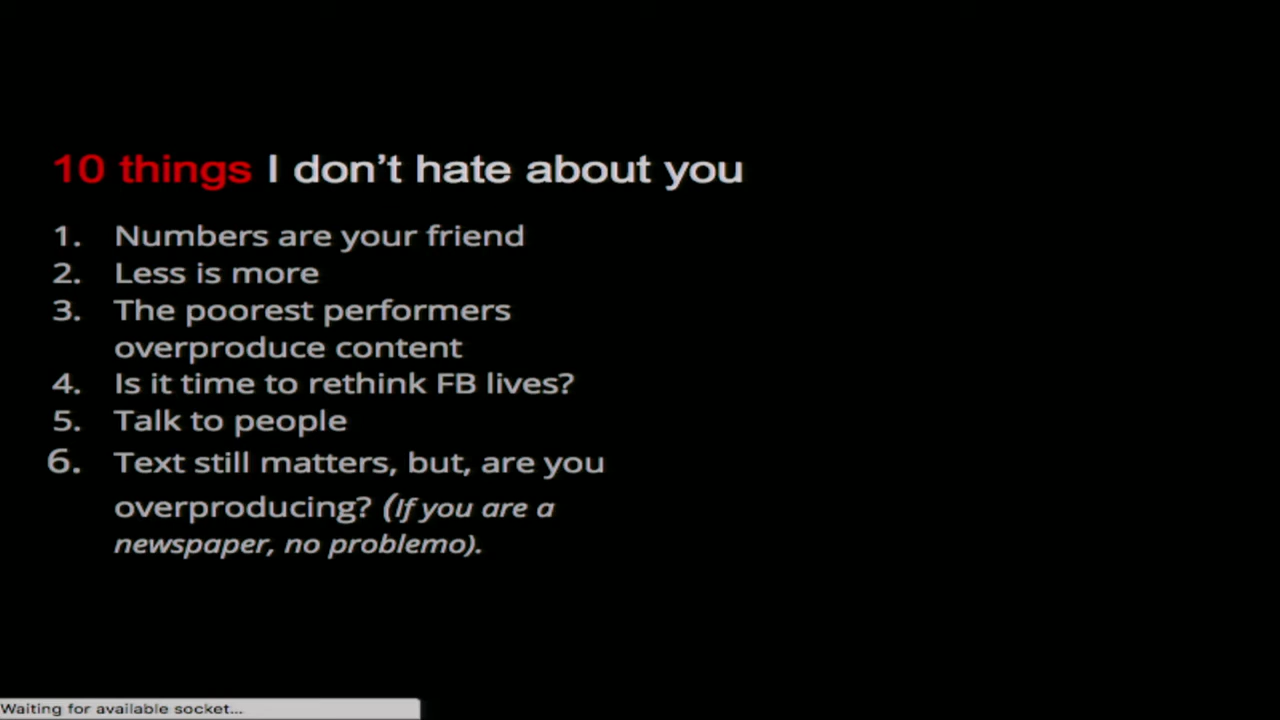 10 things I don't hate about you
1. Numbers are your friend
2. Less is more
3. The poorest performers
overproduce content
4. Is it time to rethink FB lives?
5. Talk to people
6. Text still matters, but, are you
overproducing? (If you are a
newspaper, no problemo).
Waiting for available socket...